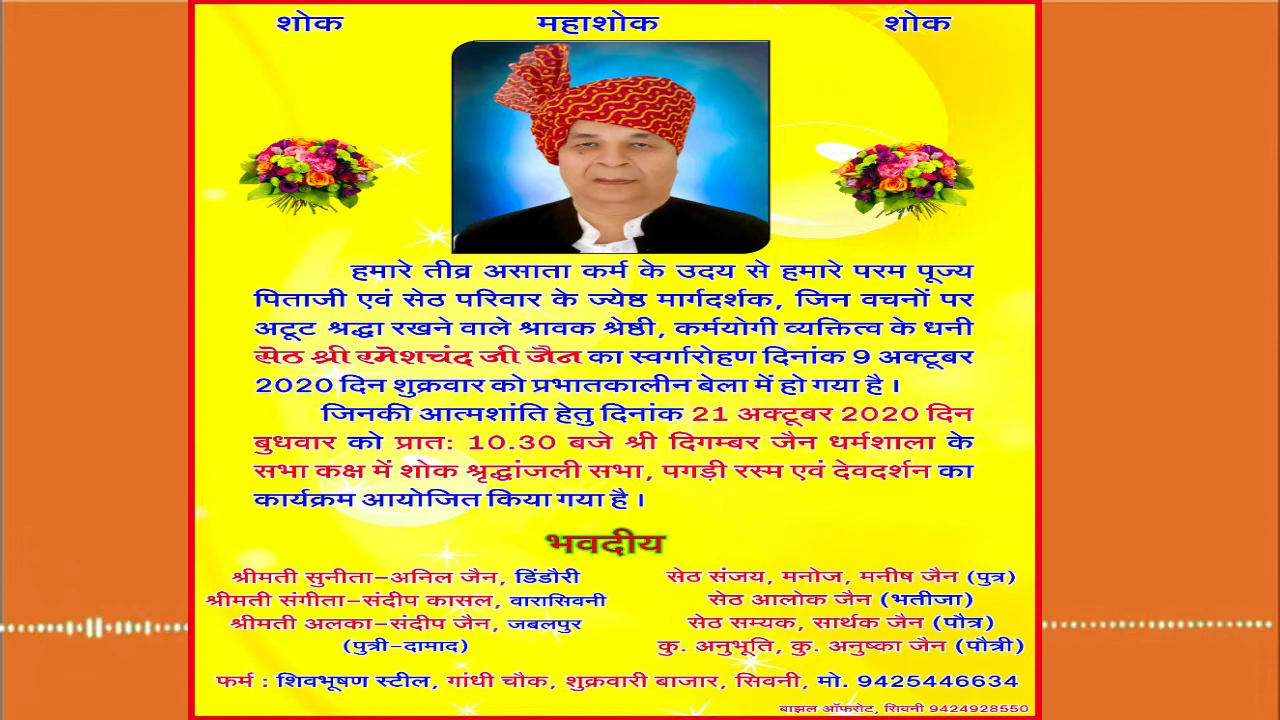 शोक महाशोक शोक
हमारे तीव्र असाता कर्म के उदय से हमारे परम पूज्य
पिताजी एवं सेठ परिवार के ज्येष्ठ मार्गदर्शक, जिन वचनों पर
अटूट श्रद्धा रखने वाले श्रावक श्रेष्ठी, कर्मयोगी व्यक्तित्व के धनी
सेठ श्री रमेशचंद जी जैन का स्वर्गारोहण दिनांक 9 अक्टूबर
2020 दिन शुक्रवार को प्रभातकालीन बेला में हो गया है।
जिनकी आत्मशांति हेतु दिनांक 21 अक्टूबर 2020 दिन
बुधवार को प्रात: 10.30 बजे श्री दिगम्बर जैन धर्मशाला के
सभा कक्ष में शोक श्रृद्धांजली सभा, पगड़ी रस्म एवं देवदर्शन का
कार्यक्रम आयोजित किया गया है।
भवदीय
श्रीमती सुनीता-अनिल जैन, डिंडौरी
श्रीमती संगीता-संदीप कासल, वारासिवनी
श्रीमती अलका-संदीप जैन, जबलपुर
(पुत्री-दामाद)
सेठ संजय, मनोज, मनीष जैन (पुत्र)
सेठ आलोक जैन (भतीजा)
सेठ सम्यक, सार्थक जैन (पौत्र)
कु. अनुभूति, कु. अनुष्का जैन (पौत्री)
फर्म : शिवभूषण स्टील, गांधी चौक, शुक्रवारी बाजार, सिवनी, मो. 9425446634
बाझल ऑफसेट, सिवनी 9424928550